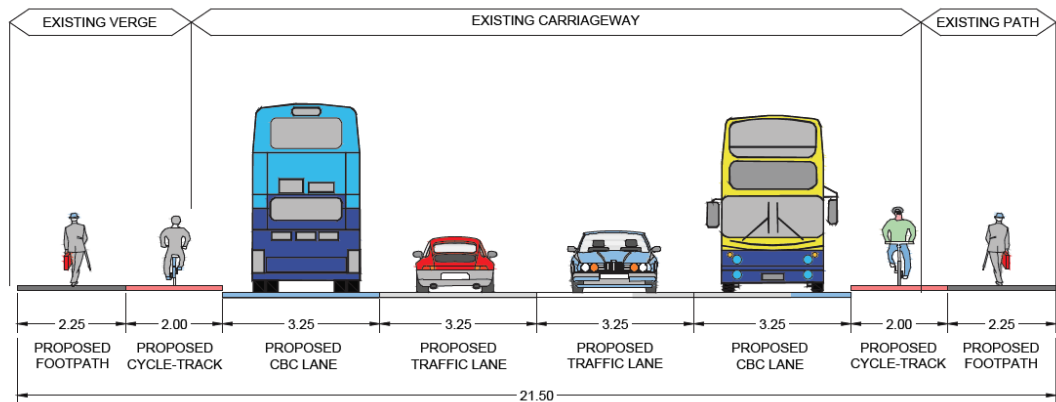 EXISTING VERGE
EXISTING CARRIAGEWAY
EXISTING PATH
2.25
2.00
3.25
3.25
3.25
3.25
2.00
2.25
PROPOSED
FOOTPATH
PROPOSED
CYCLE-TRACK
PROPOSED
CBC LANE
PROPOSED
TRAFFIC LANE
PROPOSED
TRAFFIC LANE
PROPOSED
CBC LANE
PROPOSED
CYCLE-TRACK
PROPOSED
FOOTPATH
21.50